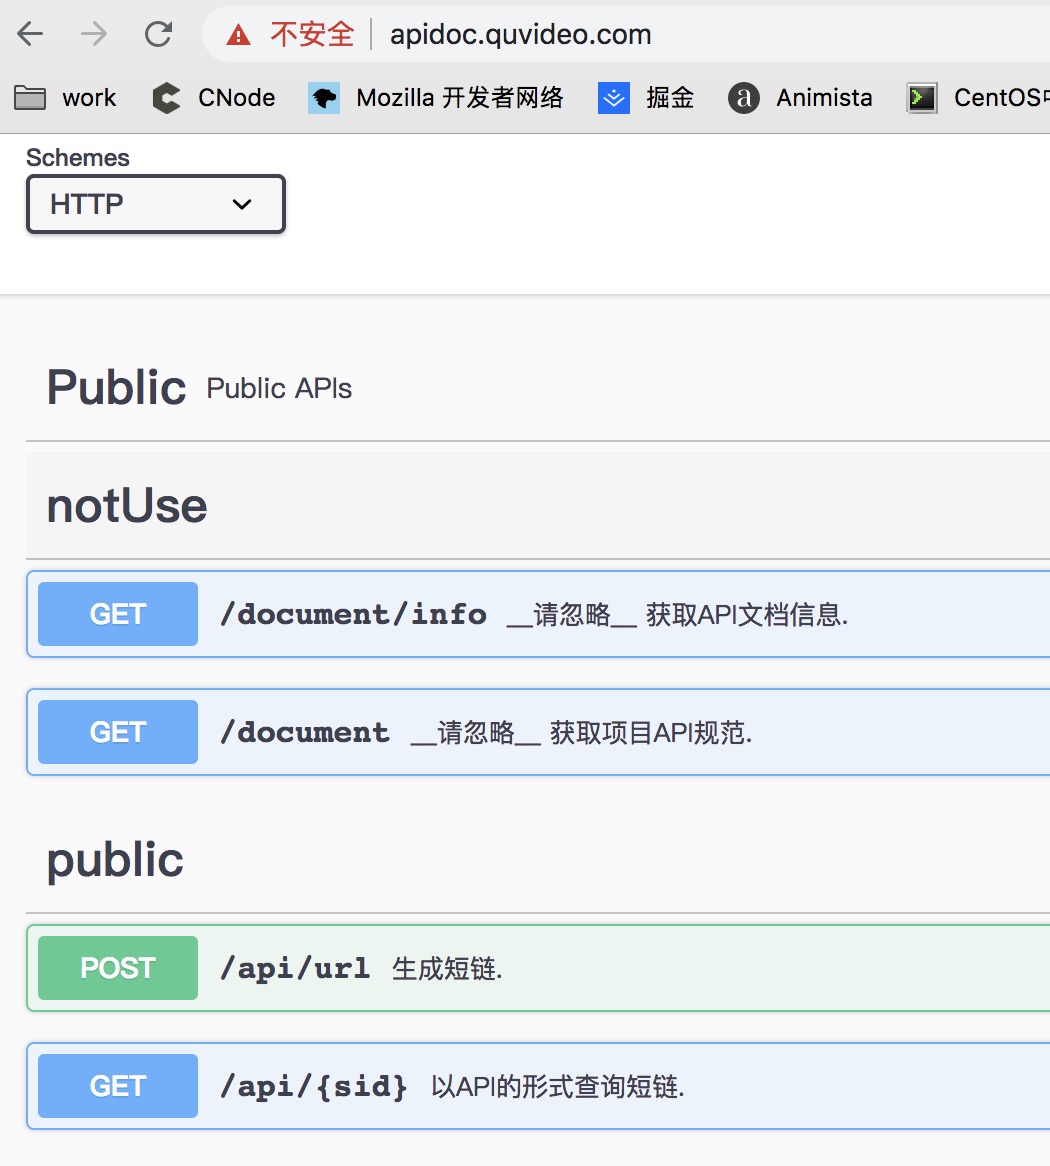 不安全 apidoc.quvideo.com
work CNode Mozilla 开发者网络 掘金 Animista CentOS
Schemes
HTTP
Public Public APIs
notUse
GET /document/info __请忽略__ 获取API文档信息.
GET /document __请忽略__ 获取项目API规范.
public
POST /api/url 生成短链.
GET /api/{sid} 以API的形式查询短链.